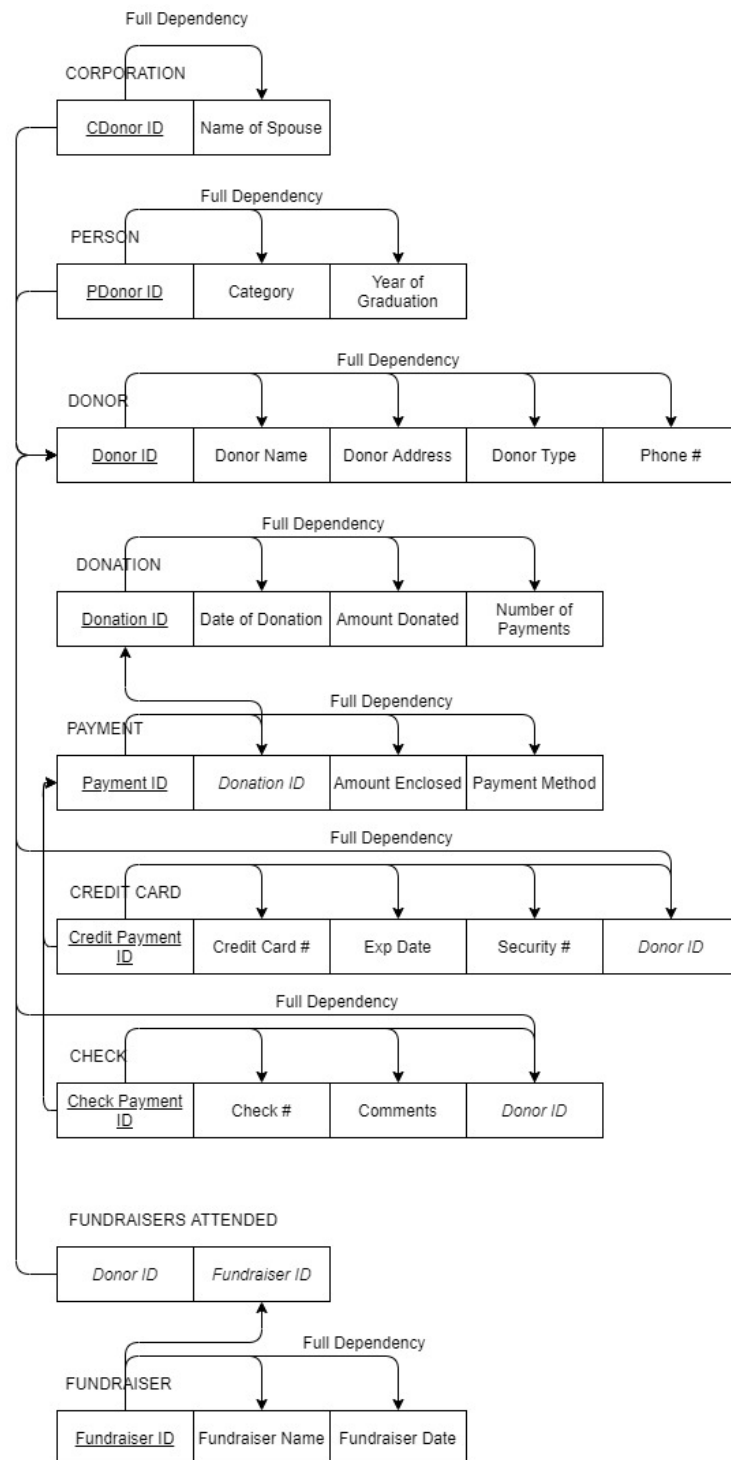 Full Dependency
CORPORATION
CDonor ID
Name of Spouse
Full Dependency
PERSON
PDonor ID
Category
Year of
Graduation
Full Dependency
DONOR
Donor ID
Donor Name
Donor Address
Donor Type
Phone #
Full Dependency
DONATION
Donation ID
Date of Donation
Amount Donated
Number of
Payments
Full Dependency
PAYMENT
Payment ID
Donation ID
Amount Enclosed
Payment Method
Full Dependency
CREDIT CARD
Credit Payment
ID
Credit Card #
Exp Date
Security #
Donor ID
Full Dependency
CHECK
Check Payment
ID
Check #
Comments
Donor ID
FUNDRAISERS ATTENDED
Donor ID
Fundraiser ID
Full Dependency
FUNDRAISER
Fundraiser ID
Fundraiser Name
Fundraiser Date